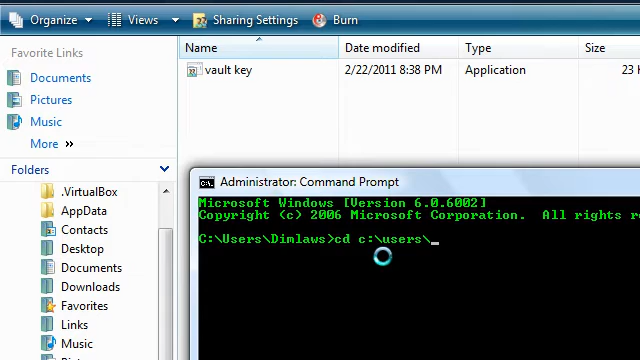 Organize Views Sharing Settings Burn
Favorite Links
Documents
Pictures
Music
More »
Folders
.VirtualBox
AppData
Contacts
Desktop
Documents
Downloads
Favorites
Links
Music
Name Date modified Type Size
vault key 2/22/2011 8:38 PM Application 23 K
Administrator: Command Prompt
Microsoft Windows [Version 6.0.6002]
Copyright (c) 2006 Microsoft Corporation. All rights re
C:\Users\Dimlaws>cd c:\users\_